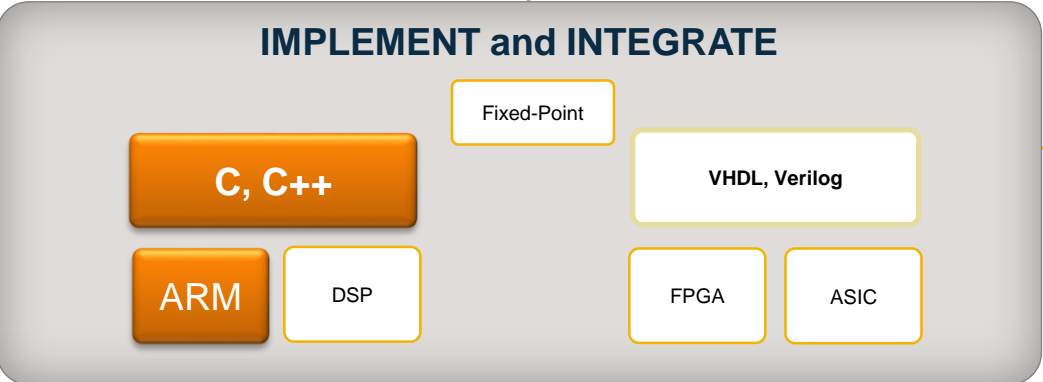 IMPLEMENT and INTEGRATE
Fixed-Point
C, C++
VHDL, Verilog
ARM
DSP
FPGA
ASIC